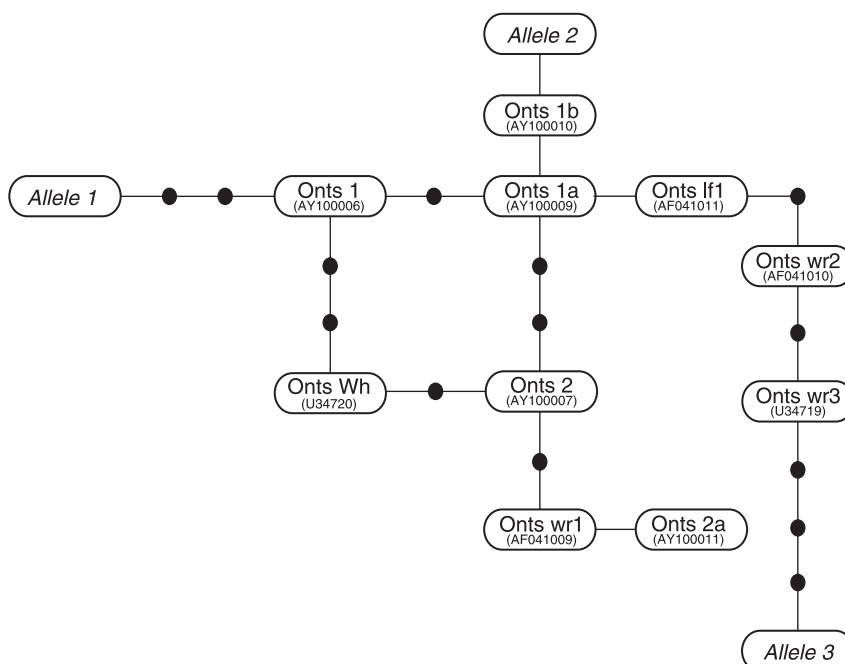 Allele 2
Onts 1b
(AY100010)
Allele 1
Onts 1
(AY100006)
Onts 1a
(AY100009)
Onts lf1
(AF041011)
Onts wr2
(AF041010)
Onts Wh
(U34720)
Onts 2
(AY100007)
Onts wr3
(U34719)
Onts wr1
(AF041009)
Onts 2a
(AY100011)
Allele 3